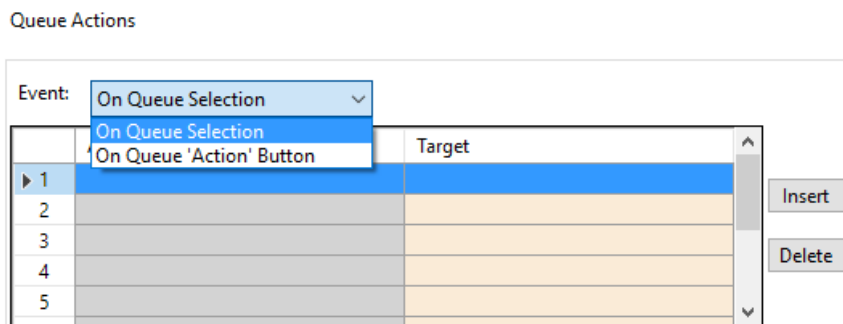 Queue Actions
Event:
On Queue Selection
On Queue Selection
On Queue 'Action' Button
Target
1
Insert
2
3
Delete
4
5